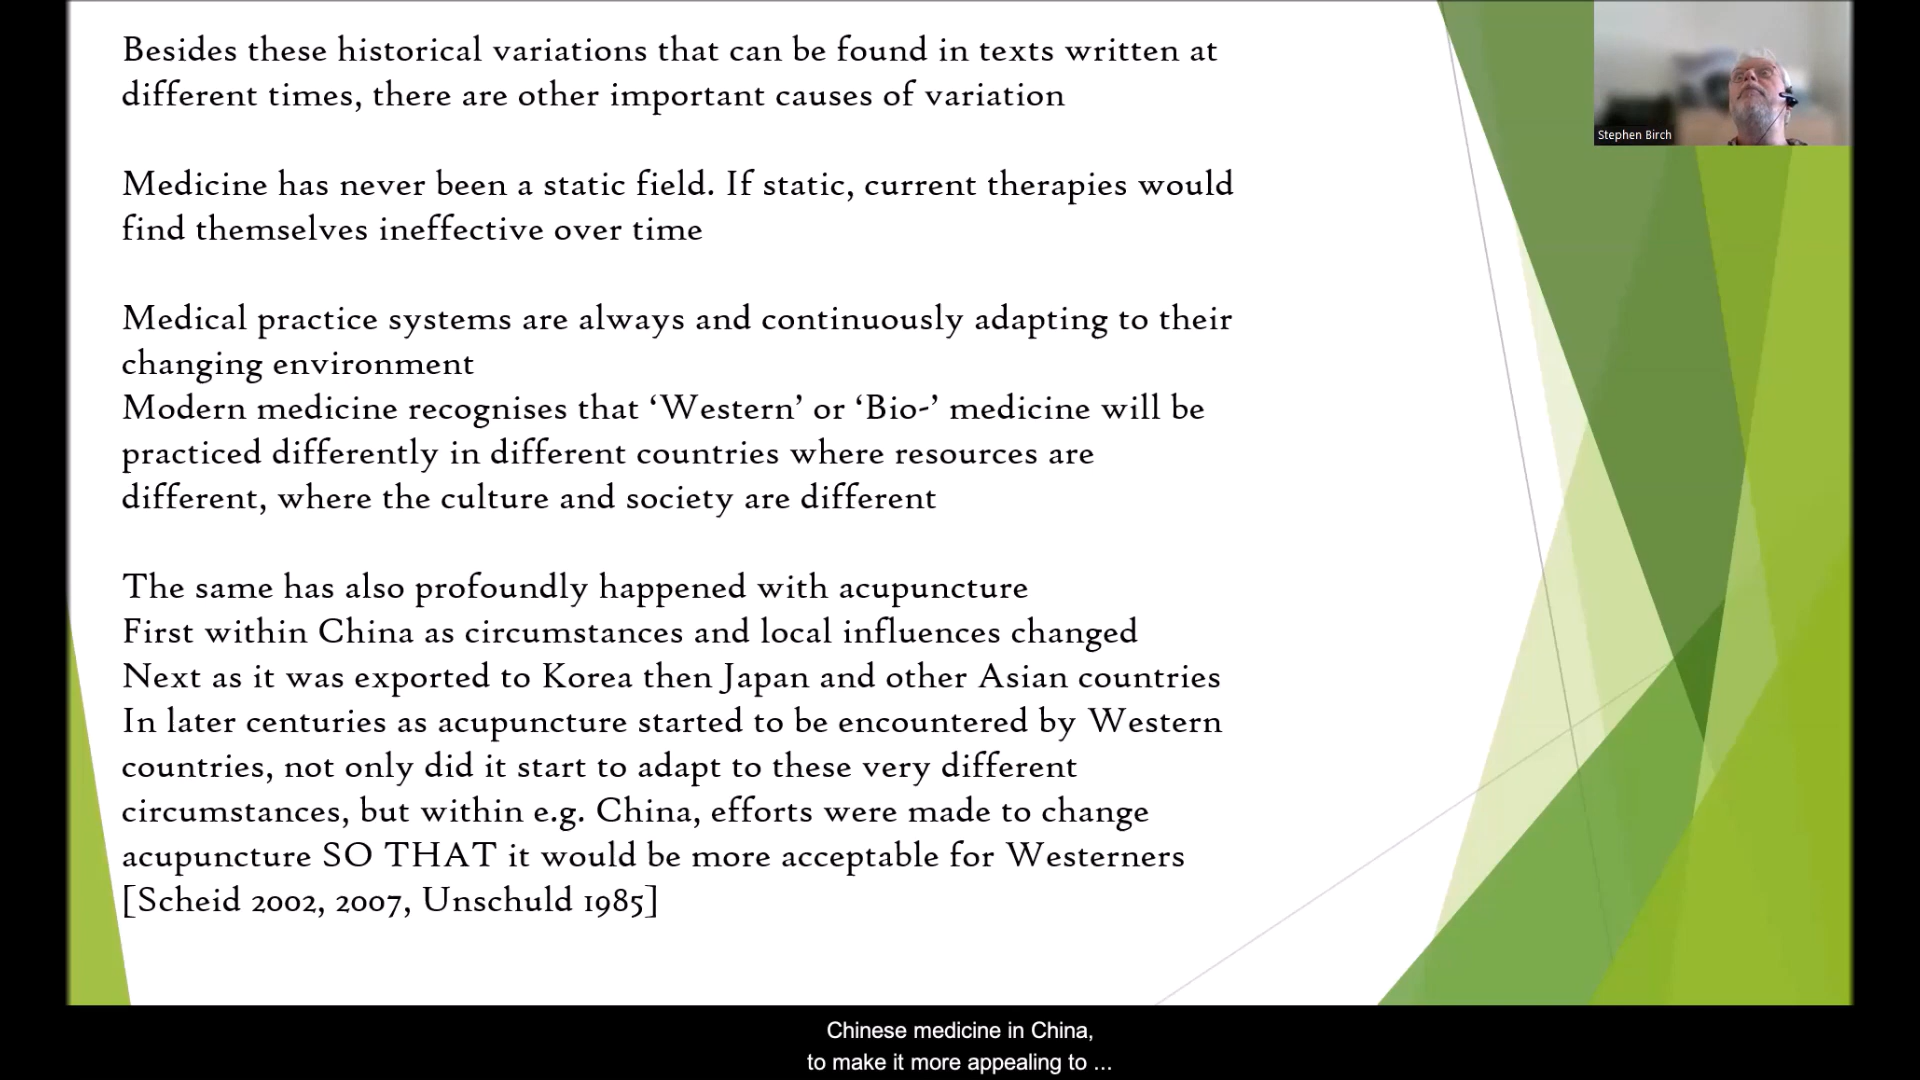 Besides these historical variations that can be found in texts written at
different times, there are other important causes of variation
Medicine has never been a static field. If static, current therapies would
find themselves ineffective over time
Medical practice systems are always and continuously adapting to their
changing environment
Modern medicine recognises that ‘Western’ or ‘Bio-’ medicine will be
practiced differently in different countries where resources are
different, where the culture and society are different
The same has also profoundly happened with acupuncture
First within China as circumstances and local influences changed
Next as it was exported to Korea then Japan and other Asian countries
In later centuries as acupuncture started to be encountered by Western
countries, not only did it start to adapt to these very different
circumstances, but within e.g. China, efforts were made to change
acupuncture SO THAT it would be more acceptable for Westerners
[Scheid 2002, 2007, Unschuld 1985]
Stephen Birch
Chinese medicine in China,
to make it more appealing to ...